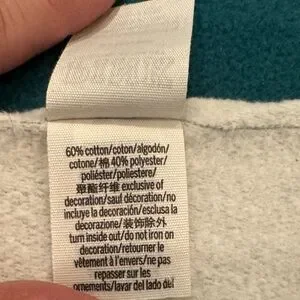 60% cotton/coton/algodón/
cotone/棉 40% polyester/
poliéster/poliestere/
聚酯纤维 exclusive of
decoration/sauf décoration/no
incluye la decoración/esclusa la
decorazione/装饰除外
turn inside out/do not iron on
decoration/retourner le
vêtement à l'envers/ne pas
repasser sur les
ornements/lavar del lado del